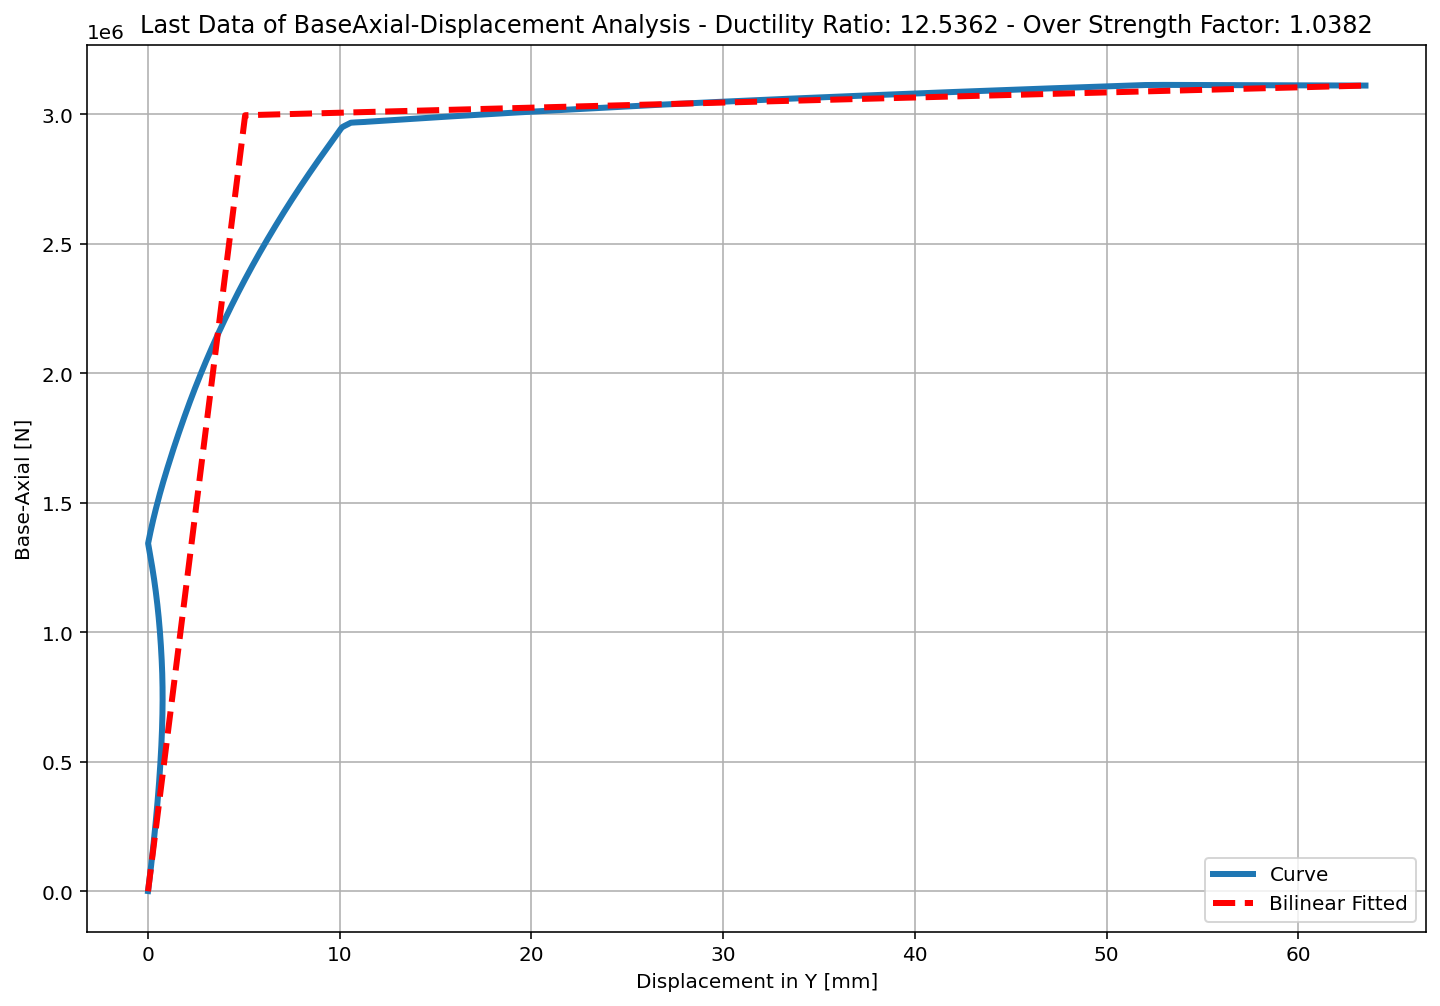 Last Data of BaseAxial-Displacement Analysis - Ductility Ratio: 12.5362 - Over Strength Factor: 1.0382
1e6
3.0
2.5
2.0
1.5
1.0
0.5
0.0
Base-Axial [N]
Curve
Bilinear Fitted
0 10 20 30 40 50 60
Displacement in Y [mm]